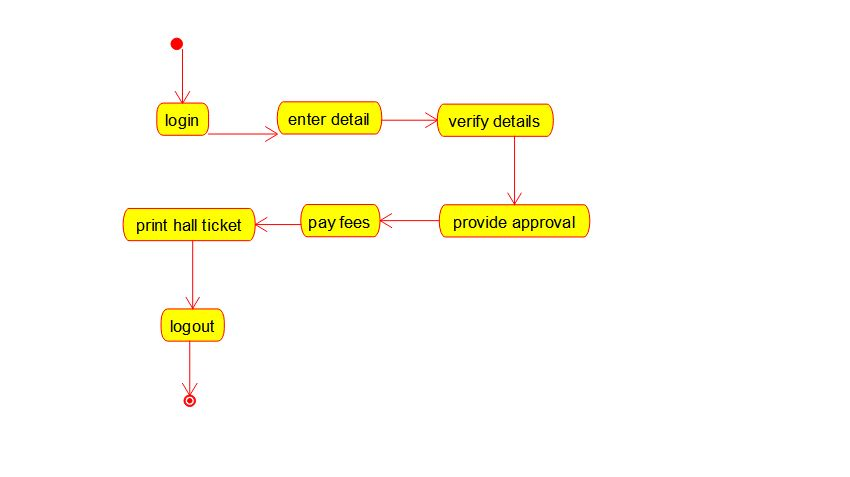 login
enter detail
verify details
provide approval
pay fees
print hall ticket
logout